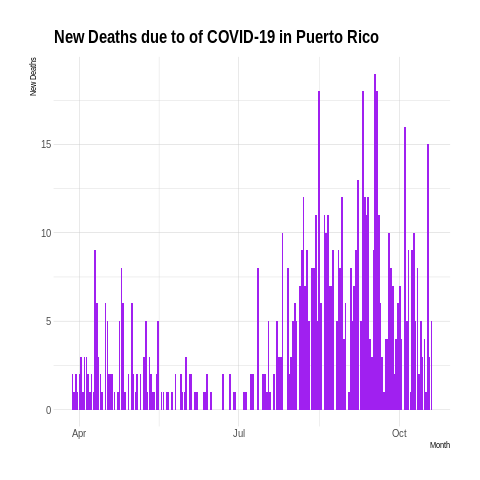 New Deaths due to of COVID-19 in Puerto Rico
New Deaths
15
10
5
0
Apr Jul Oct
Month